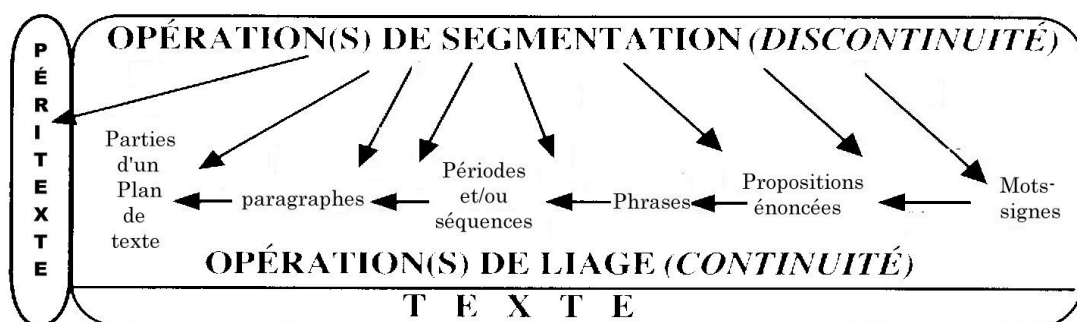 PÉRITEXTE
OPÉRATION(S) DE SEGMENTATION (DISCONTINUITÉ)
Parties
d'un
Plan
de
texte
paragraphes
Périodes
et/ou
séquences
Phrases
Propositions
énoncées
Mots-
signes
OPÉRATION(S) DE LIAGE (CONTINUITÉ)
T E X T E